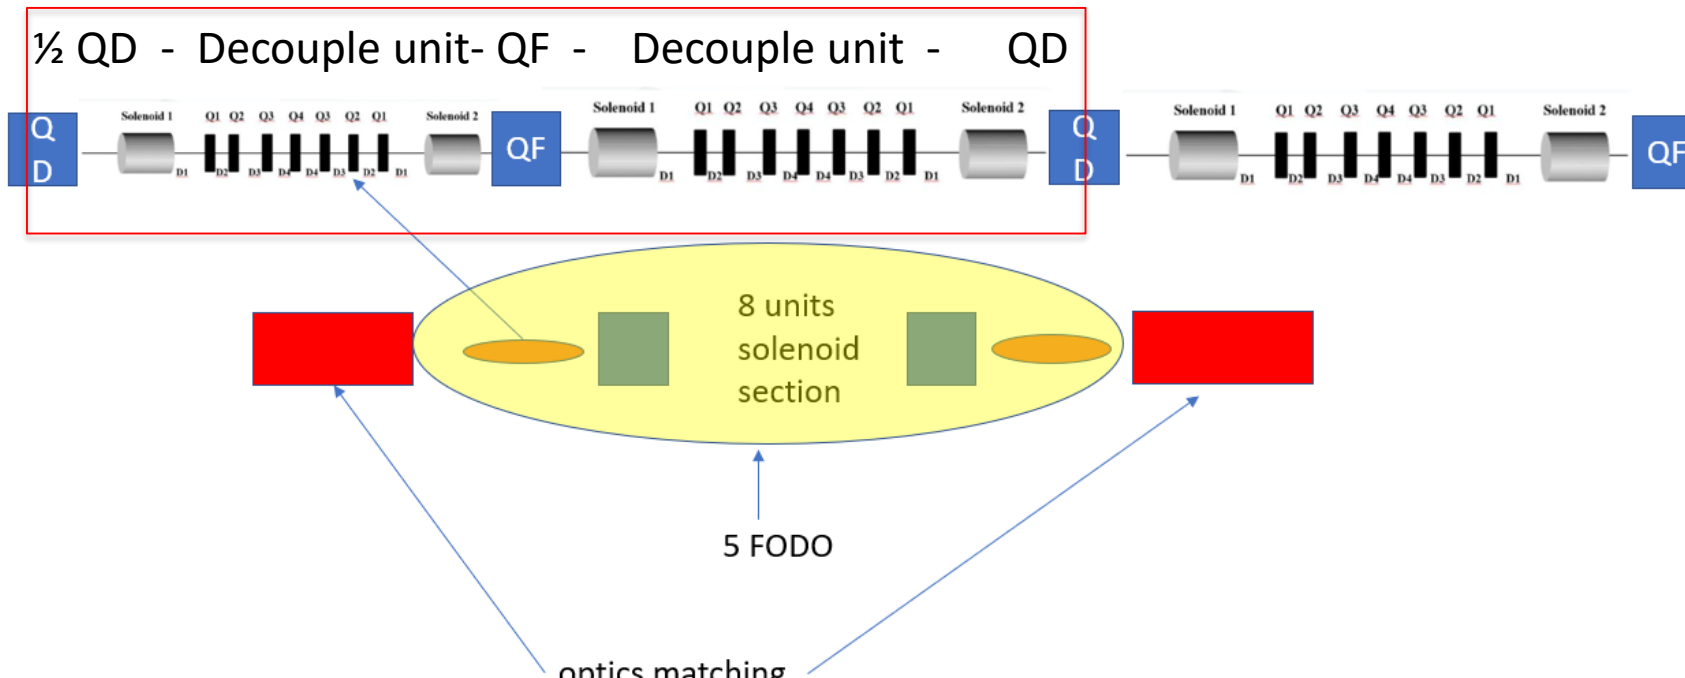 ½ QD - Decouple unit- QF - Decouple unit - QD
Solenoid 1 Q1 Q2 Q3 Q4 Q3 Q2 Q1 Solenoid 2
Solenoid 1 Q1 Q2 Q3 Q4 Q3 Q2 Q1 Solenoid 2
Solenoid 1 Q1 Q2 Q3 Q4 Q3 Q2 Q1 Solenoid 2
Q
D
QF
Q
D
QF
D1 D2 D3 D4 D4 D3 D2 D1
D1 D2 D3 D4 D4 D3 D2 D1
D1 D2 D3 D4 D4 D3 D2 D1
8 units
solenoid
section
5 FODO
optics matching